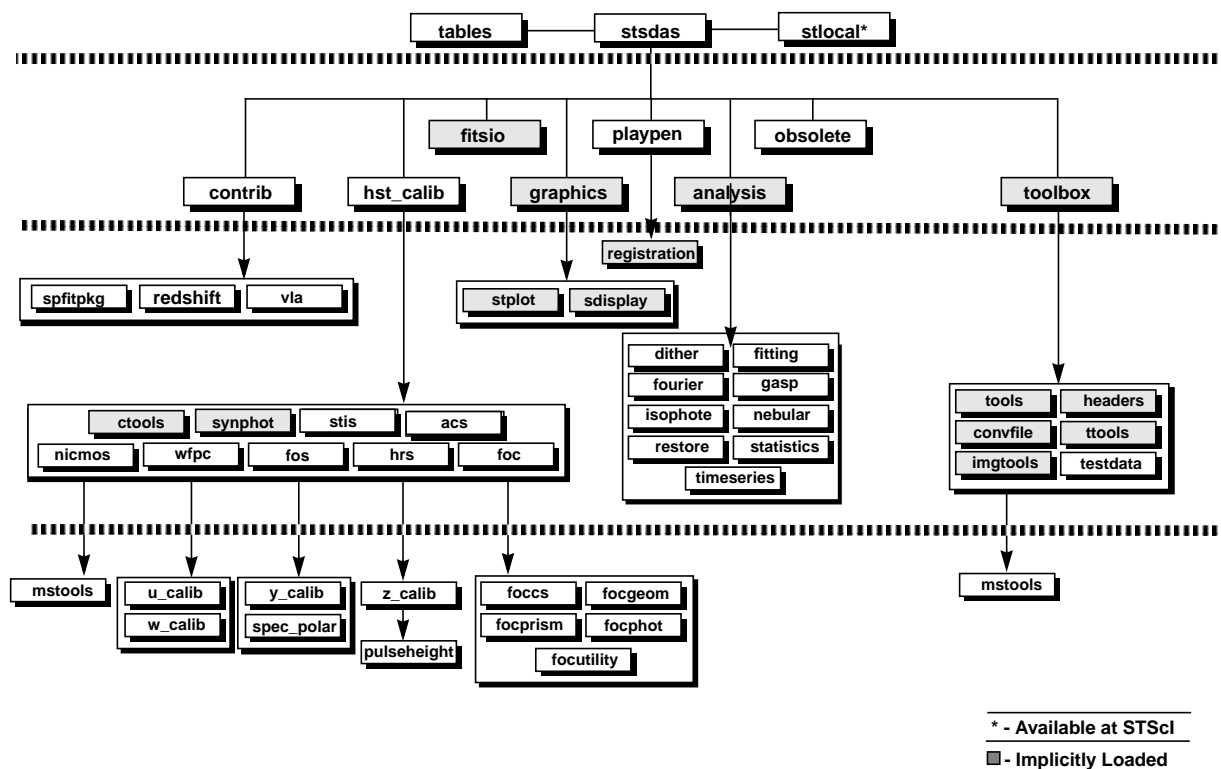 tables stsdas stlocal*
fitsio playpen obsolete
contrib hst_calib graphics analysis toolbox
registration
spfitpkg redshift vla
stplot sdisplay
dither fitting
fourier gasp
isophote nebular
restore statistics
timeseries
tools headers
convfile ttools
imgtools testdata
ctools synphot stis acs
nicmos wfpc fos hrs foc
mstools
u_calib
w_calib
y_calib
spec_polar
z_calib
pulseheight
foccs focgeom
focprism focphot
focutility
mstools
* - Available at STScI
- Implicitly Loaded